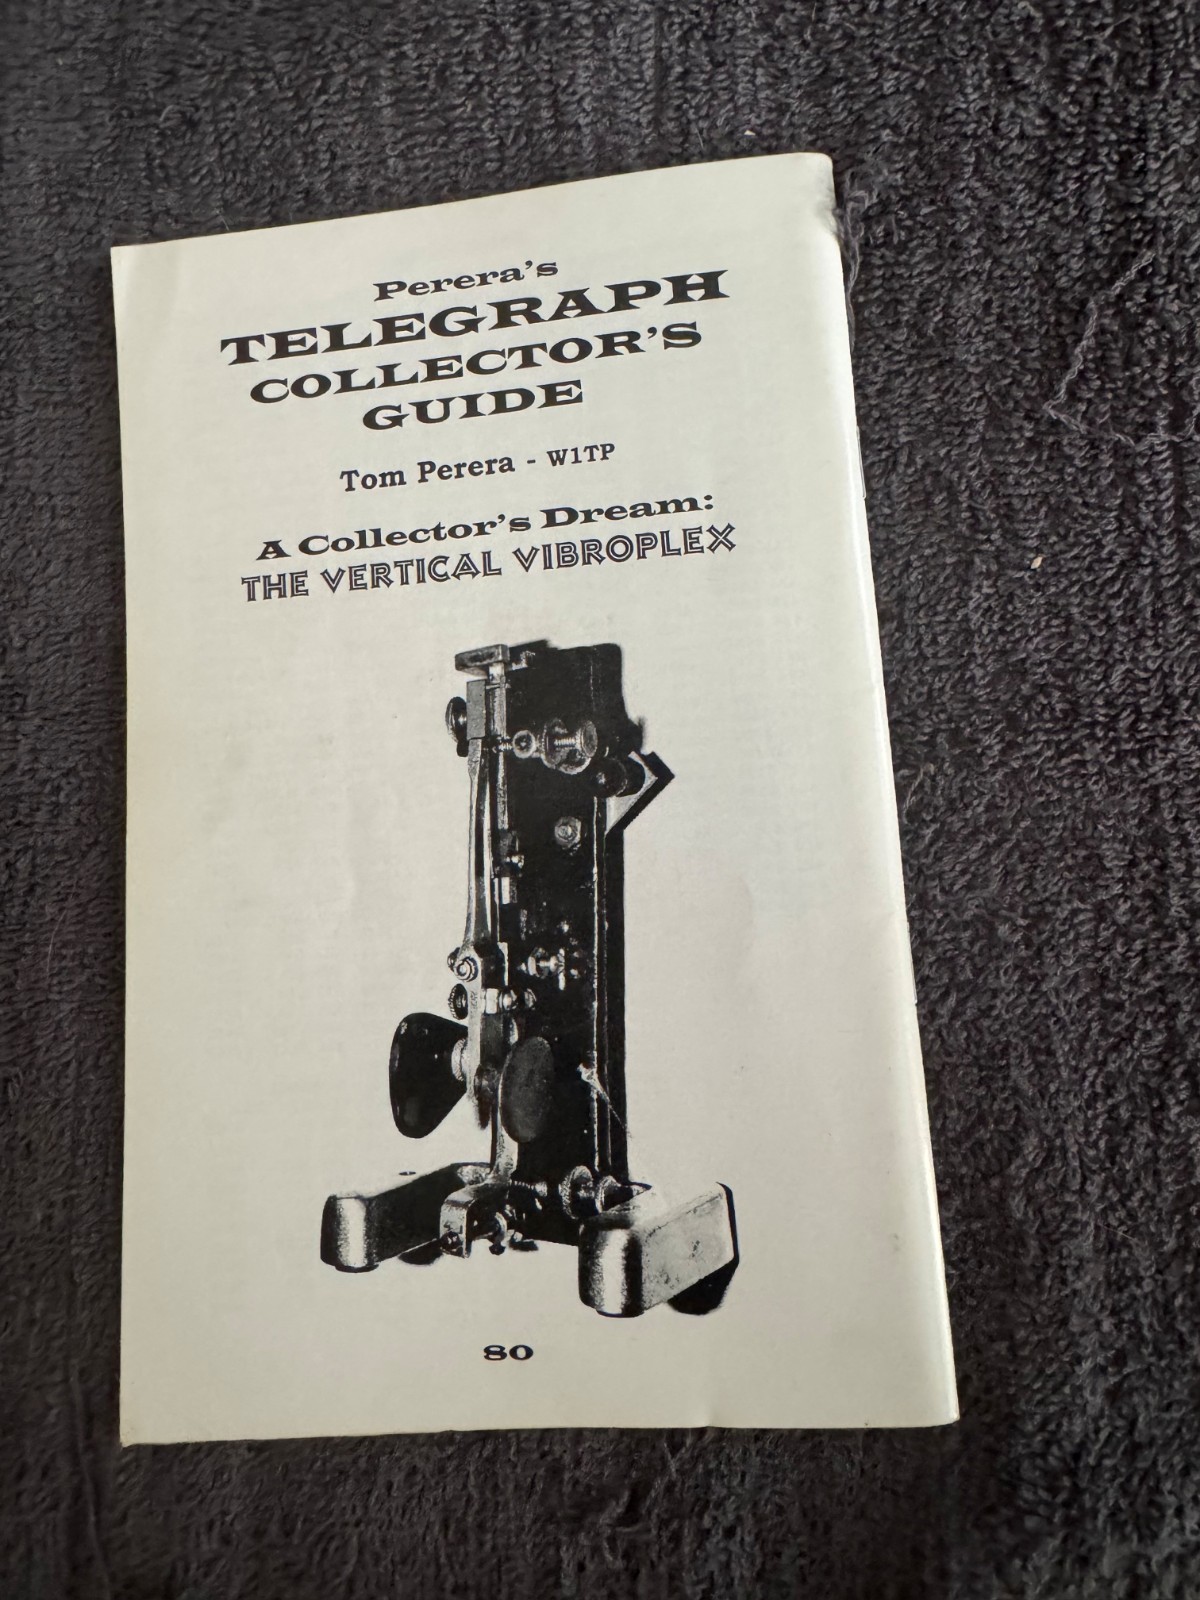 Perera's
TELEGRAPH
COLLECTOR'S
GUIDE
Tom Perera - W1TP
A Collector's Dream:
THE VERTICAL VIBROPLEX
80